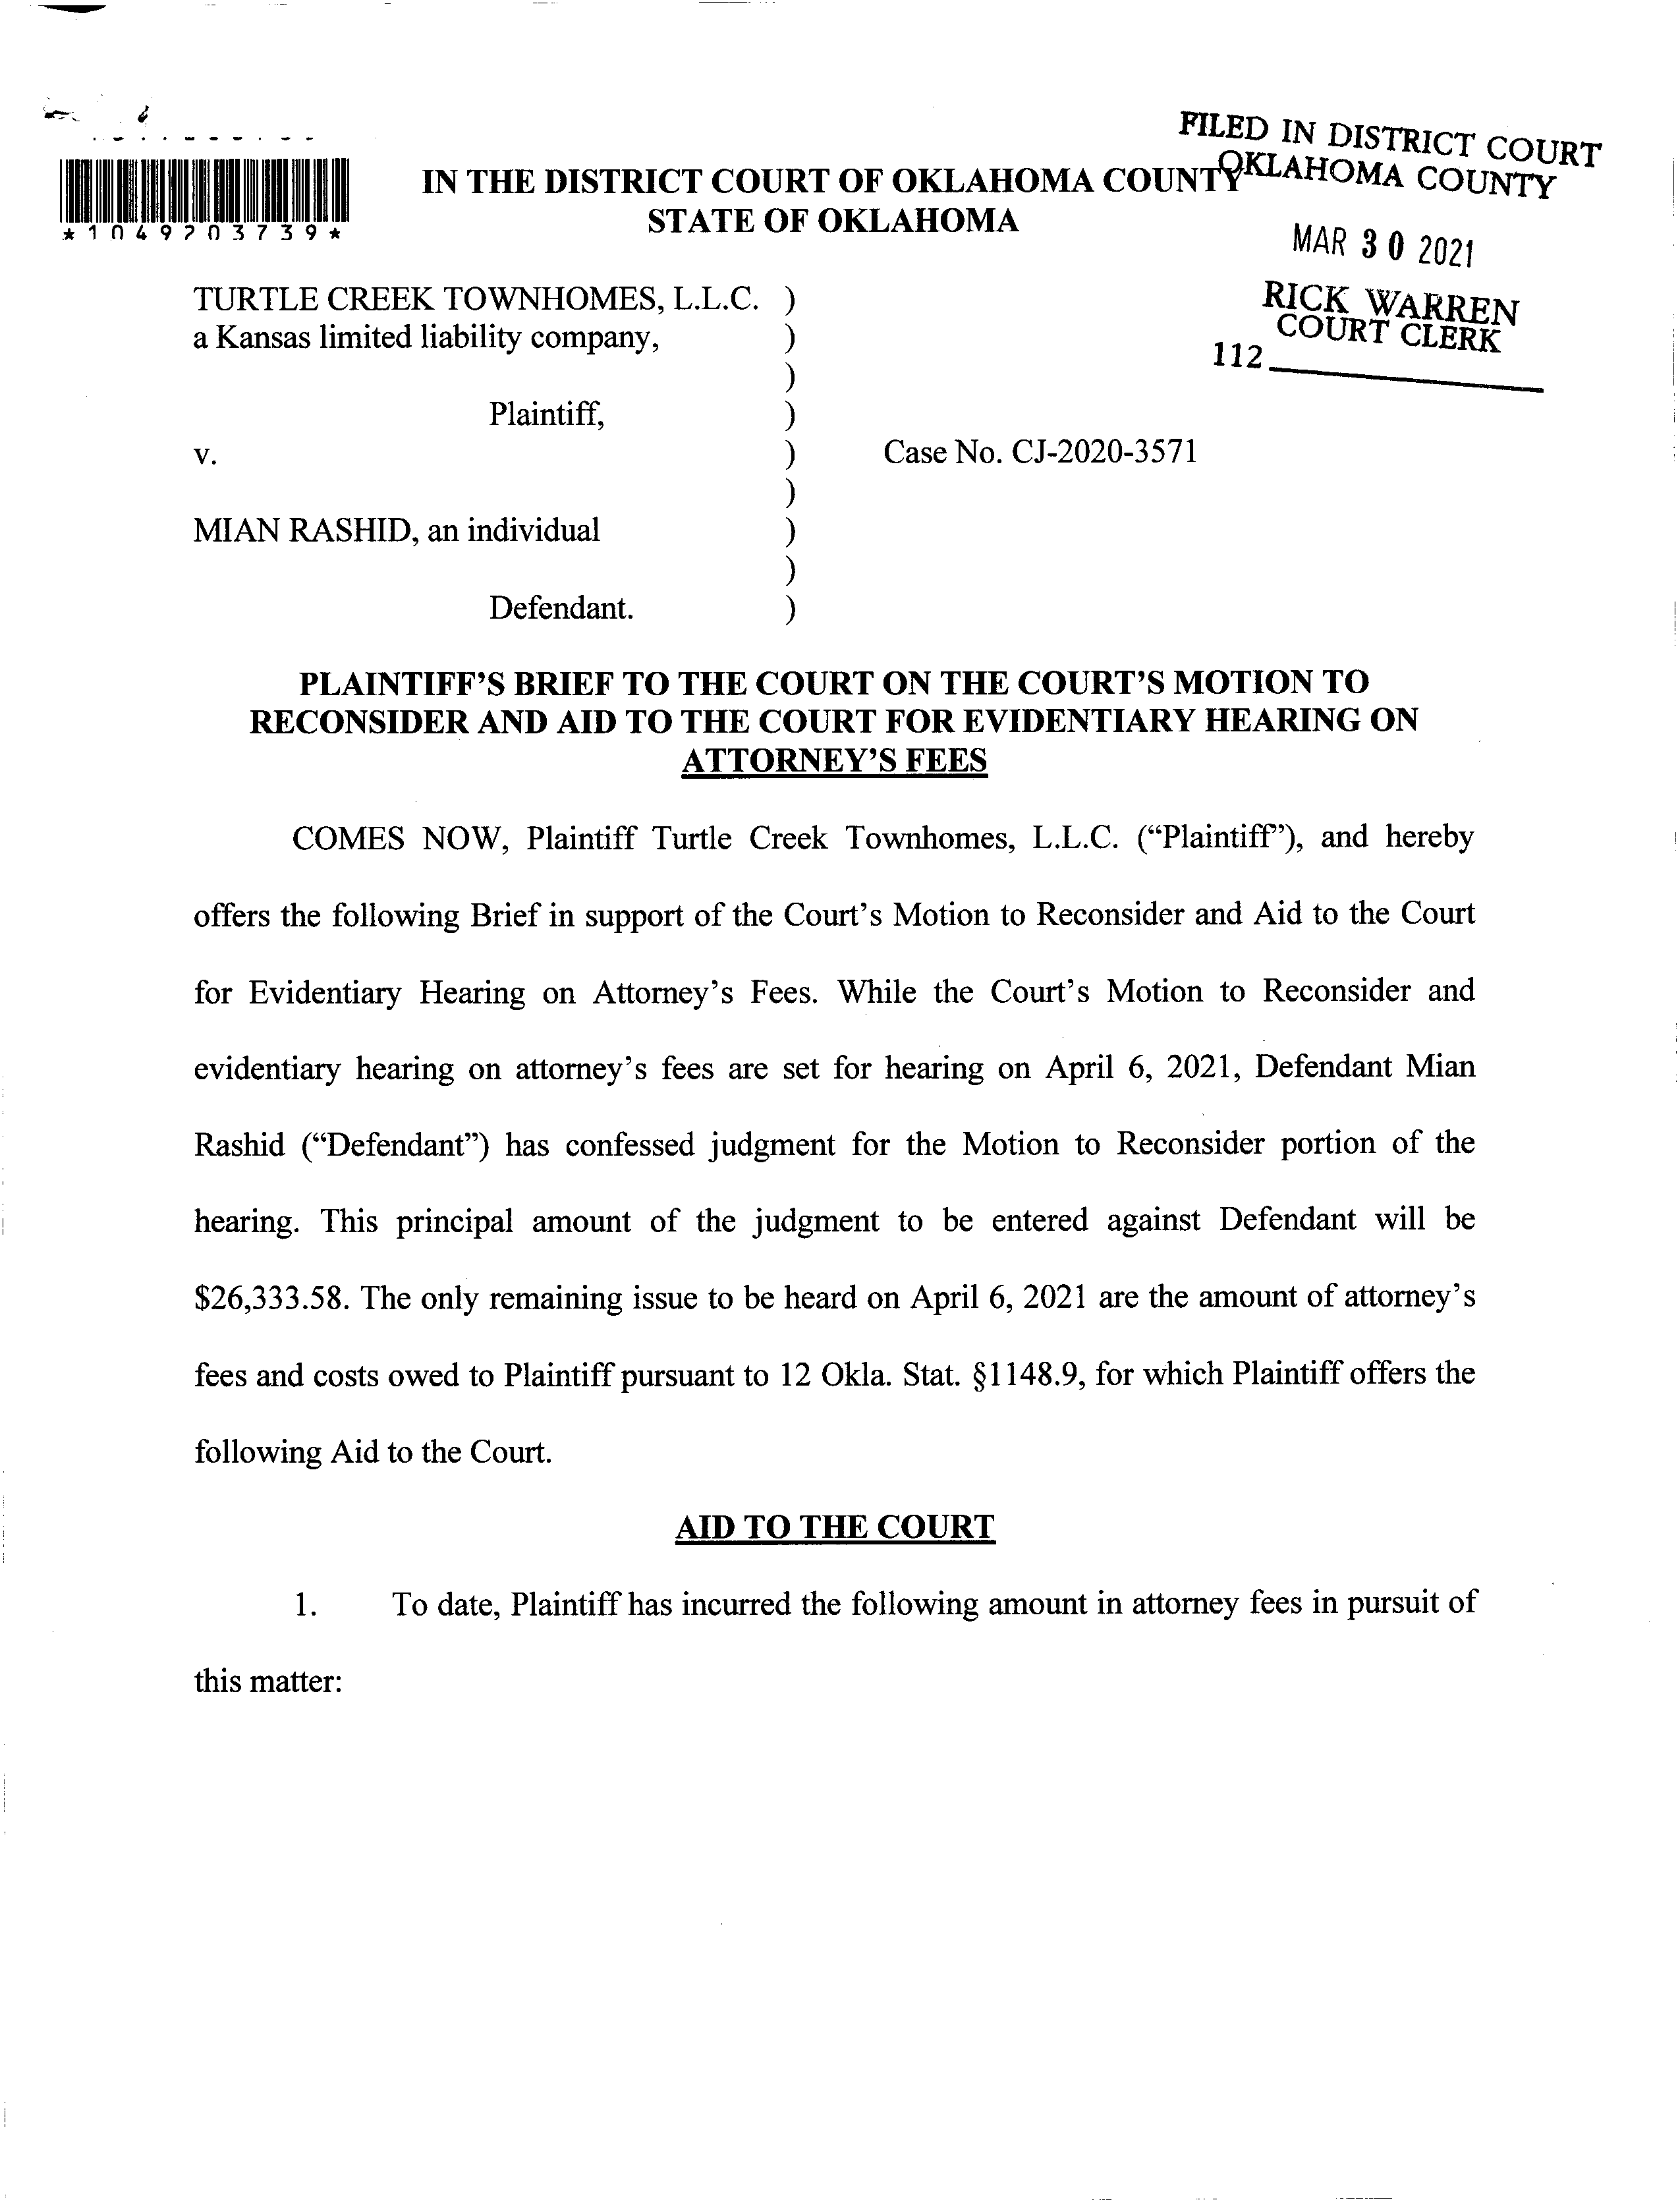 FILED IN DISTRICT COURT
OKLAHOMA COUNTY
MAR 30 2021
RICK WARREN
COURT CLERK
112
*1049203739*
IN THE DISTRICT COURT OF OKLAHOMA COUNTY
STATE OF OKLAHOMA
TURTLE CREEK TOWNHOMES, L.L.C. )
a Kansas limited liability company, )
)
Plaintiff, )
v. ) Case No. CJ-2020-3571
)
MIAN RASHID, an individual )
)
Defendant. )
PLAINTIFF'S BRIEF TO THE COURT ON THE COURT'S MOTION TO
RECONSIDER AND AID TO THE COURT FOR EVIDENTIARY HEARING ON
ATTORNEY'S FEES
COMES NOW, Plaintiff Turtle Creek Townhomes, L.L.C. (“Plaintiff”), and hereby
offers the following Brief in support of the Court's Motion to Reconsider and Aid to the Court
for Evidentiary Hearing on Attorney's Fees. While the Court's Motion to Reconsider and
evidentiary hearing on attorney's fees are set for hearing on April 6, 2021, Defendant Mian
Rashid (“Defendant”) has confessed judgment for the Motion to Reconsider portion of the
hearing. This principal amount of the judgment to be entered against Defendant will be
$26,333.58. The only remaining issue to be heard on April 6, 2021 are the amount of attorney's
fees and costs owed to Plaintiff pursuant to 12 Okla. Stat. §1148.9, for which Plaintiff offers the
following Aid to the Court.
AID TO THE COURT
1. To date, Plaintiff has incurred the following amount in attorney fees in pursuit of
this matter: